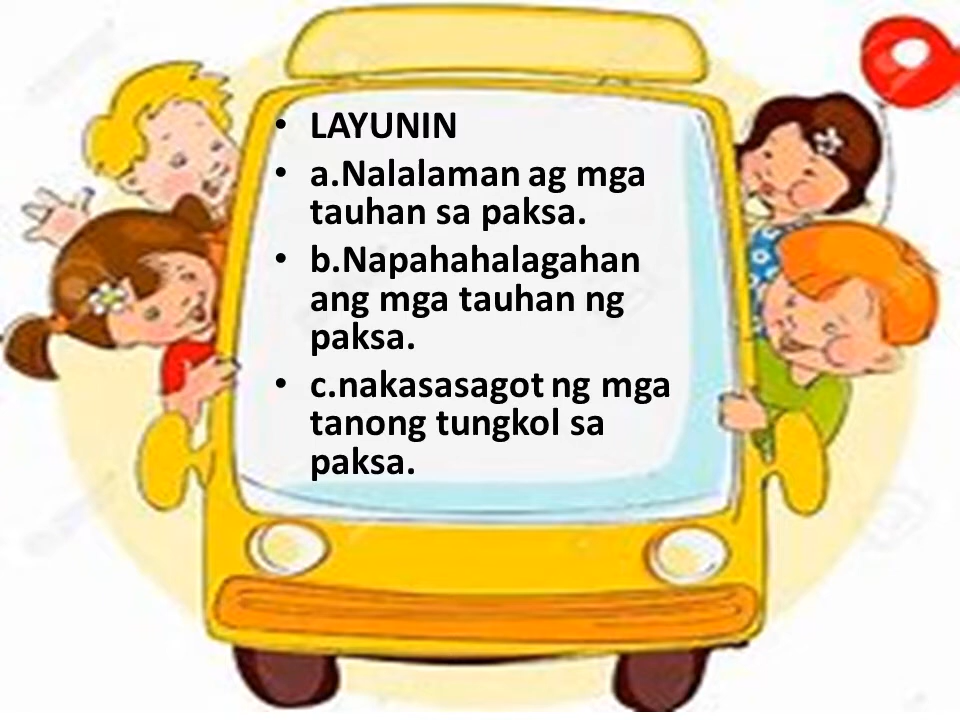 • LAYUNIN
• a.Nalalaman ag mga
tauhan sa paksa.
• b.Napahahalagahan
ang mga tauhan ng
paksa.
• c.nakasasagot ng mga
tanong tungkol sa
paksa.